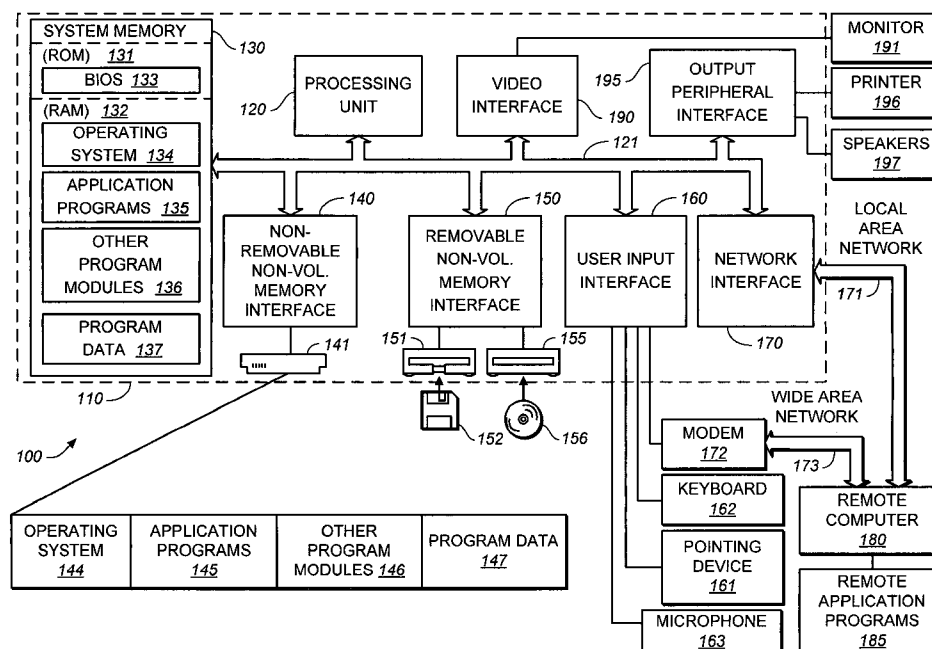 SYSTEM MEMORY
130
(ROM) 131
BIOS 133
(RAM) 132
OPERATING
SYSTEM 134
APPLICATION
PROGRAMS 135
OTHER
PROGRAM
MODULES 136
PROGRAM
DATA 137
110
100
120
PROCESSING
UNIT
VIDEO
INTERFACE
190
195
OUTPUT
PERIPHERAL
INTERFACE
121
MONITOR
191
PRINTER
196
SPEAKERS
197
140
NON-
REMOVABLE
NON-VOL.
MEMORY
INTERFACE
141
150
REMOVABLE
NON-VOL.
MEMORY
INTERFACE
151
155
152
156
160
USER INPUT
INTERFACE
NETWORK
INTERFACE
170
LOCAL
AREA
NETWORK
171
WIDE AREA
NETWORK
MODEM
172
173
KEYBOARD
162
POINTING
DEVICE
161
MICROPHONE
163
REMOTE
COMPUTER
180
REMOTE
APPLICATION
PROGRAMS
185
OPERATING
SYSTEM
144
APPLICATION
PROGRAMS
145
OTHER
PROGRAM
MODULES 146
PROGRAM DATA
147